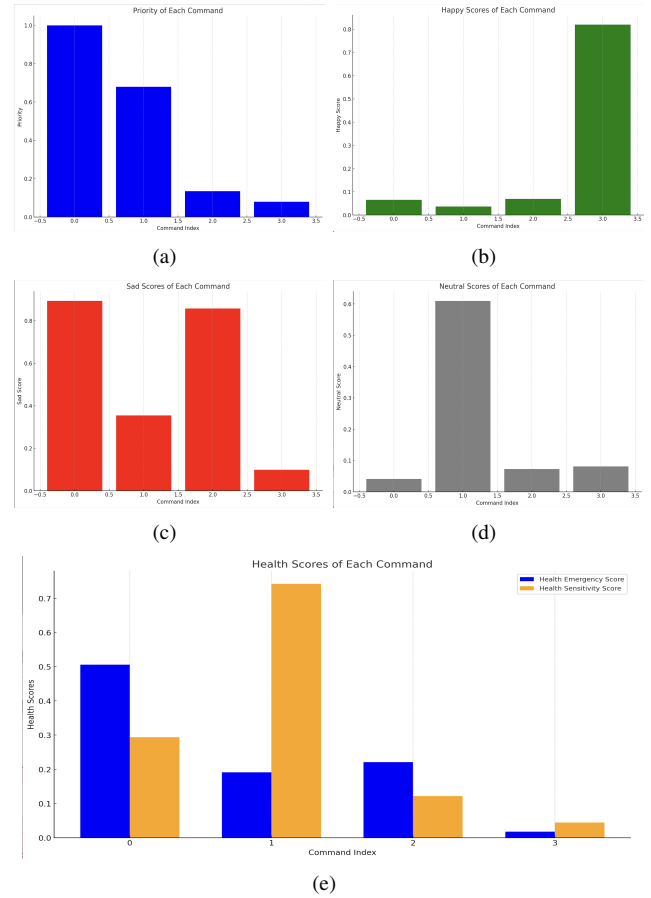 Priority of Each Command
1.0
0.8
0.6
0.4
0.2
0.0
Priority
−0.5 0.0 0.5 1.0 1.5 2.0 2.5 3.0 3.5
Command Index
(a)
Happy Scores of Each Command
0.8
0.7
0.6
0.5
0.4
0.3
0.2
0.1
0.0
Happy Score
−0.5 0.0 0.5 1.0 1.5 2.0 2.5 3.0 3.5
Command Index
(b)
Sad Scores of Each Command
0.8
0.6
0.4
0.2
0.0
Sad Score
−0.5 0.0 0.5 1.0 1.5 2.0 2.5 3.0 3.5
Command Index
(c)
Neutral Scores of Each Command
0.6
0.5
0.4
0.3
0.2
0.1
0.0
Neutral Score
−0.5 0.0 0.5 1.0 1.5 2.0 2.5 3.0 3.5
Command Index
(d)
Health Scores of Each Command
Health Emergency Score
Health Sensitivity Score
0.7
0.6
0.5
0.4
0.3
0.2
0.1
0.0
Health Scores
0 1 2 3
Command Index
(e)